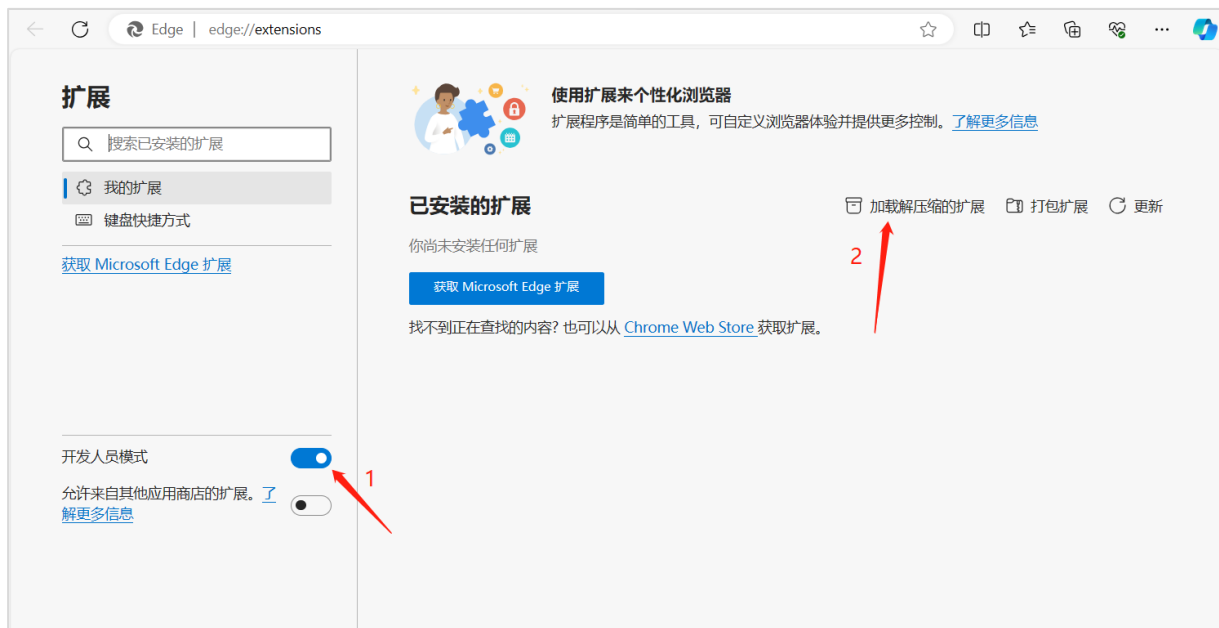 Edge | edge://extensions
扩展
搜索已安装的扩展
我的扩展
键盘快捷方式
获取 Microsoft Edge 扩展
开发人员模式
1
允许来自其他应用商店的扩展。了
解更多信息
使用扩展来个性化浏览器
扩展程序是简单的工具，可自定义浏览器体验并提供更多控制。了解更多信息
已安装的扩展
加载解压缩的扩展 打包扩展 更新
2
你尚未安装任何扩展
获取 Microsoft Edge 扩展
找不到正在查找的内容? 也可以从 Chrome Web Store 获取扩展。